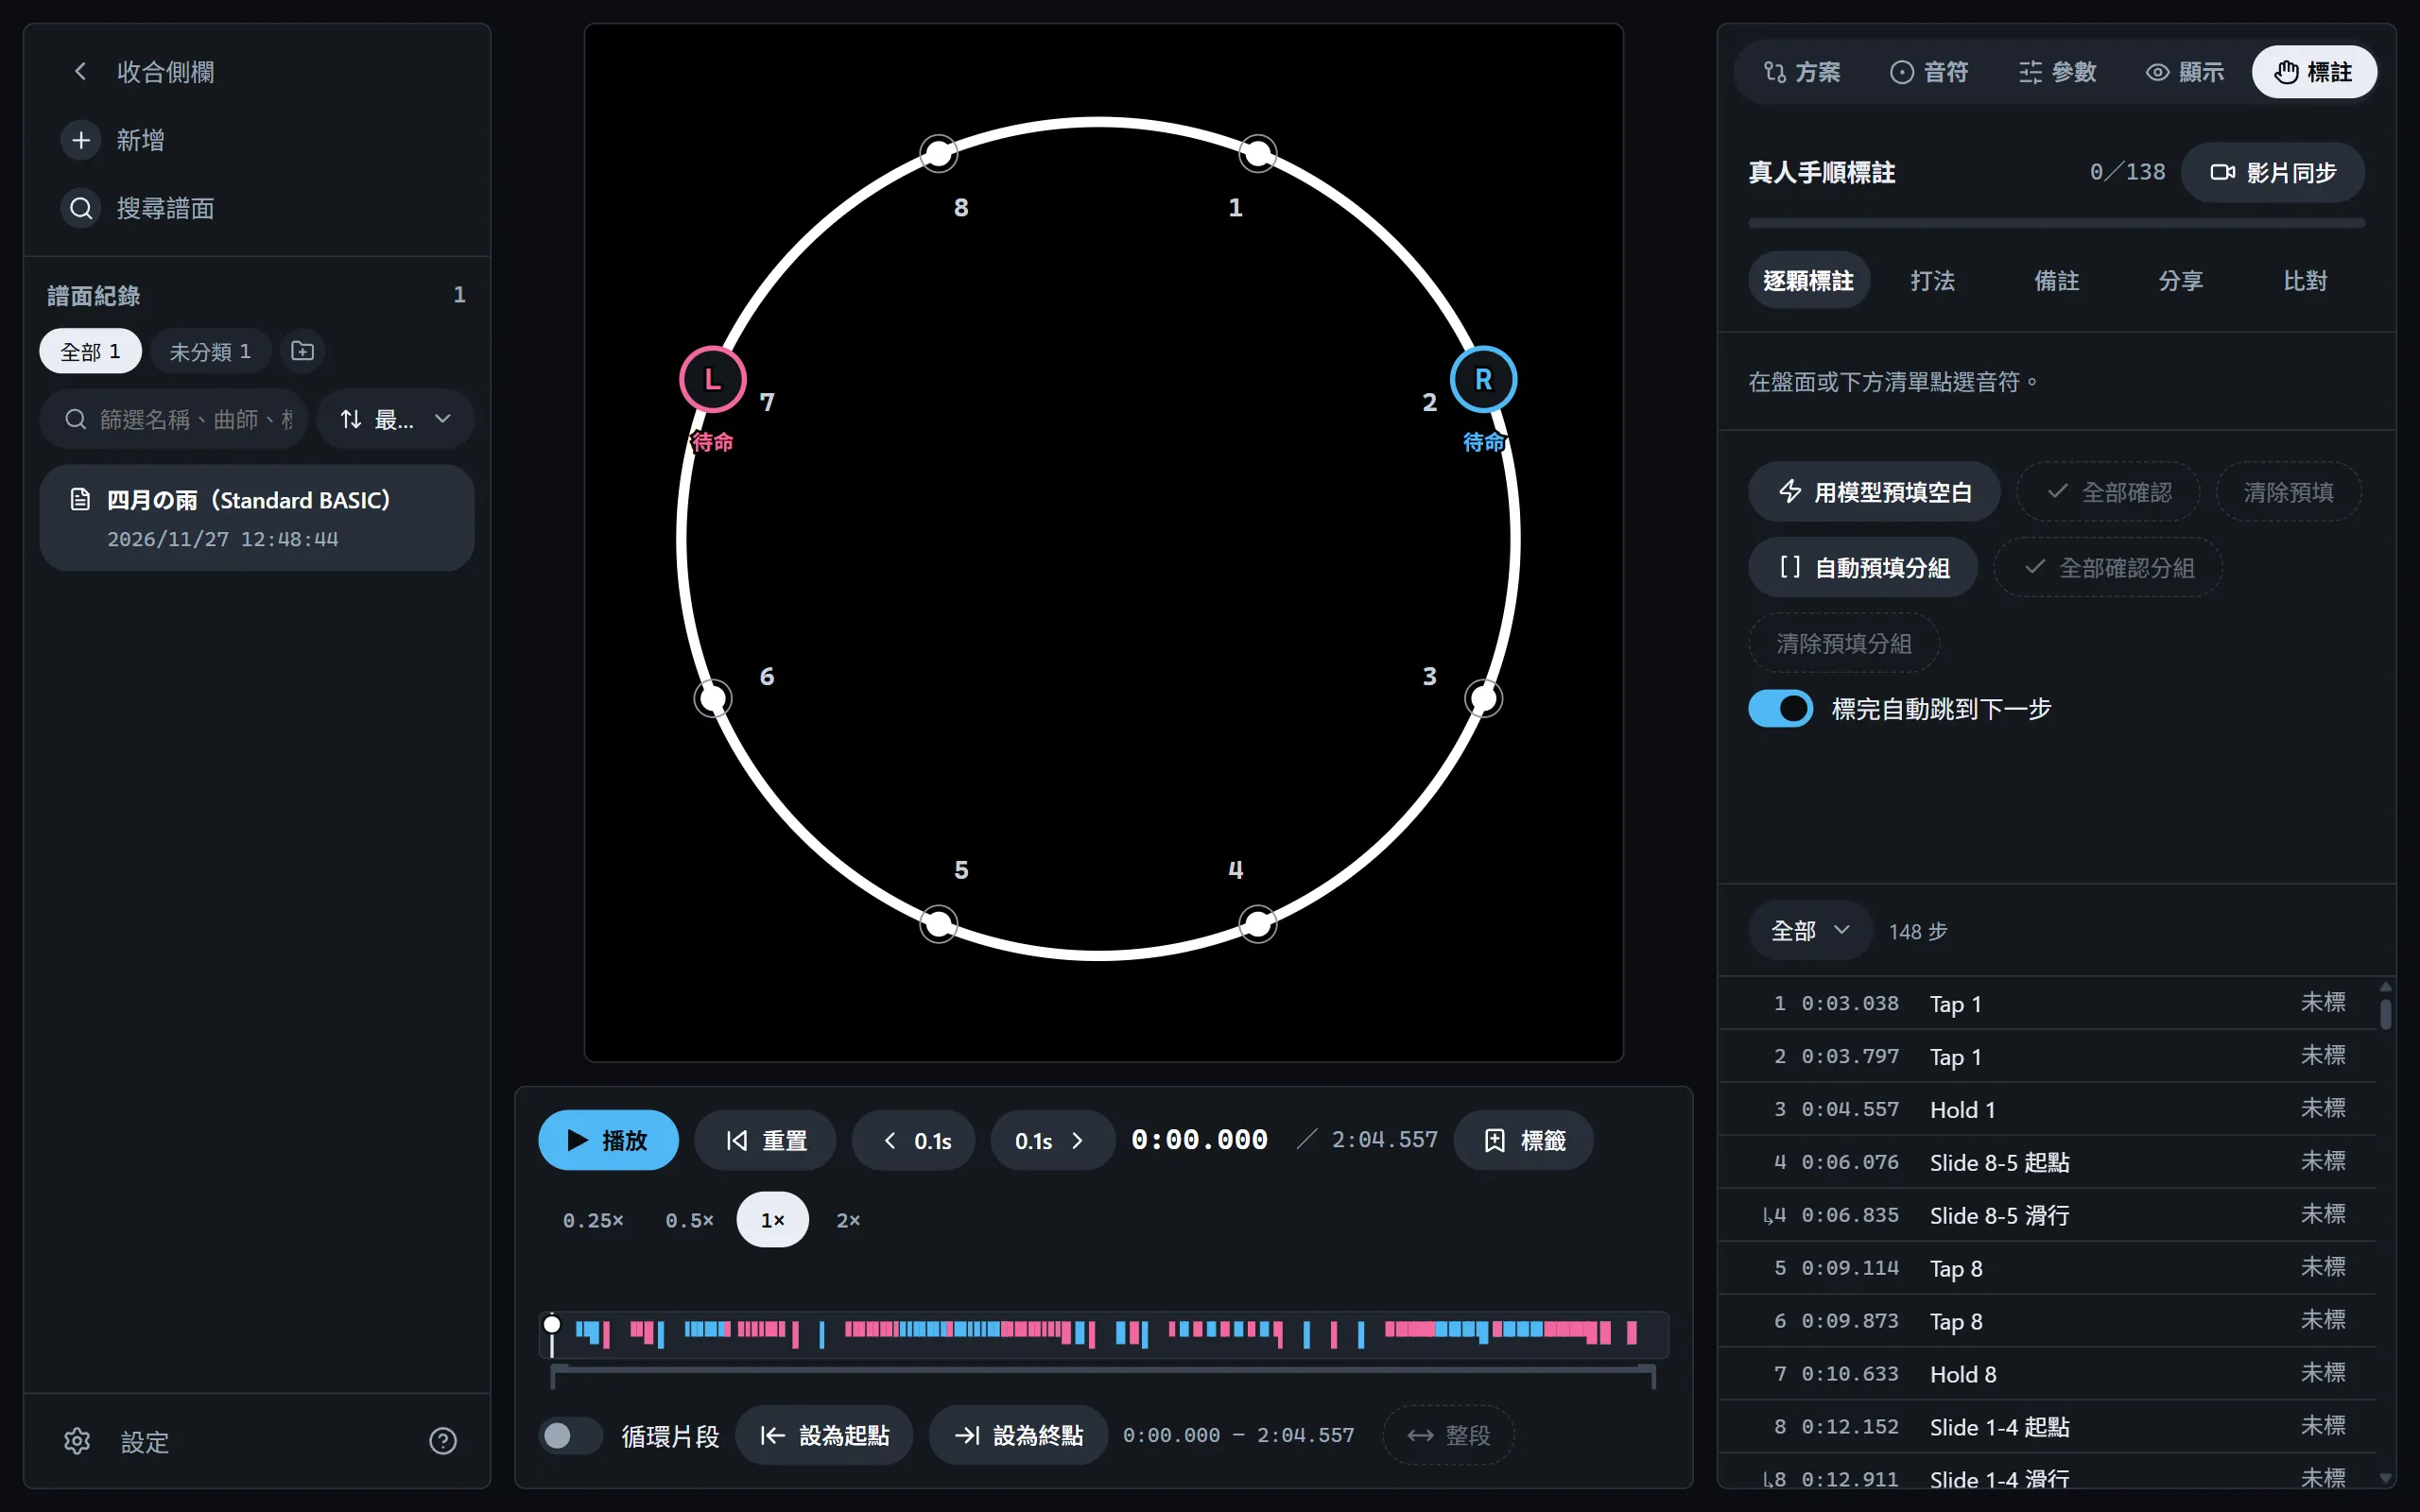 收合側欄
新增
搜尋譜面
譜面紀錄 1
全部 1 未分類 1
篩選名稱、曲師、 最...
四月の雨（Standard BASIC）
2026/11/27 12:48:44
設定
8 1
L 7 2 R
待命 待命
6 3
5 4
播放 重置 0.1s 0.1s 0:00.000 ／ 2:04.557 標籤
0.25× 0.5× 1× 2×
循環片段 設為起點 設為終點 0:00.000 – 2:04.557 整段
方案 音符 參數 顯示 標註
真人手順標註 0／138 影片同步
逐顆標註 打法 備註 分享 比對
在盤面或下方清單點選音符。
用模型預填空白 全部確認 清除預填
自動預填分組 全部確認分組
清除預填分組
標完自動跳到下一步
全部 148 步
1 0:03.038 Tap 1 未標
2 0:03.797 Tap 1 未標
3 0:04.557 Hold 1 未標
4 0:06.076 Slide 8-5 起點 未標
↳4 0:06.835 Slide 8-5 滑行 未標
5 0:09.114 Tap 8 未標
6 0:09.873 Tap 8 未標
7 0:10.633 Hold 8 未標
8 0:12.152 Slide 1-4 起點 未標
↳8 0:12.911 Slide 1-4 滑行 未標